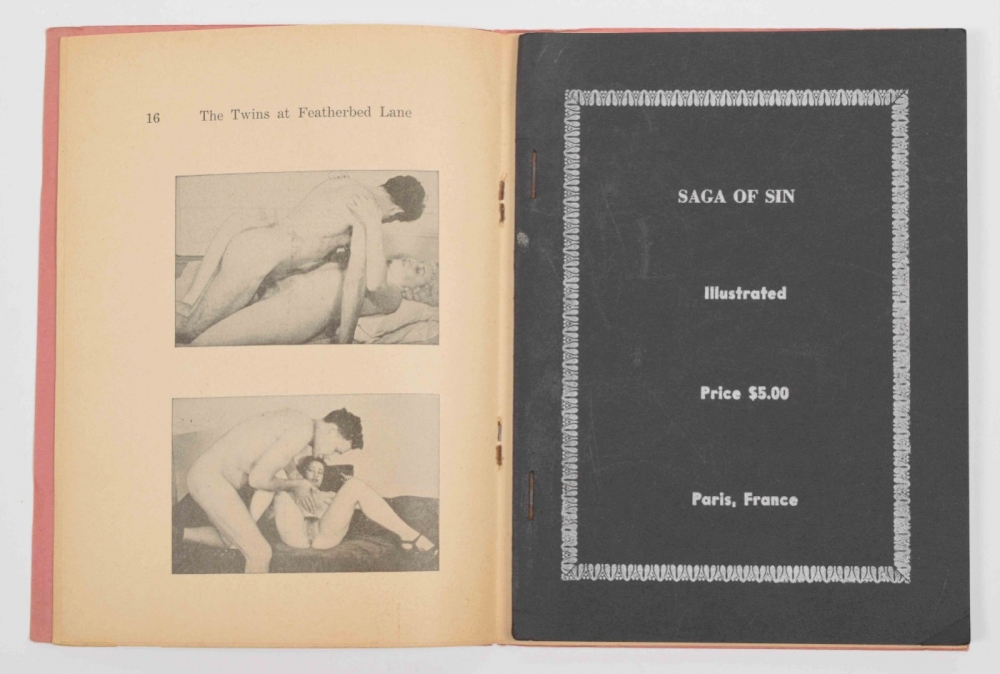 16 The Twins at Featherbed Lane
SAGA OF SIN
Illustrated
Price $5.00
Paris, France